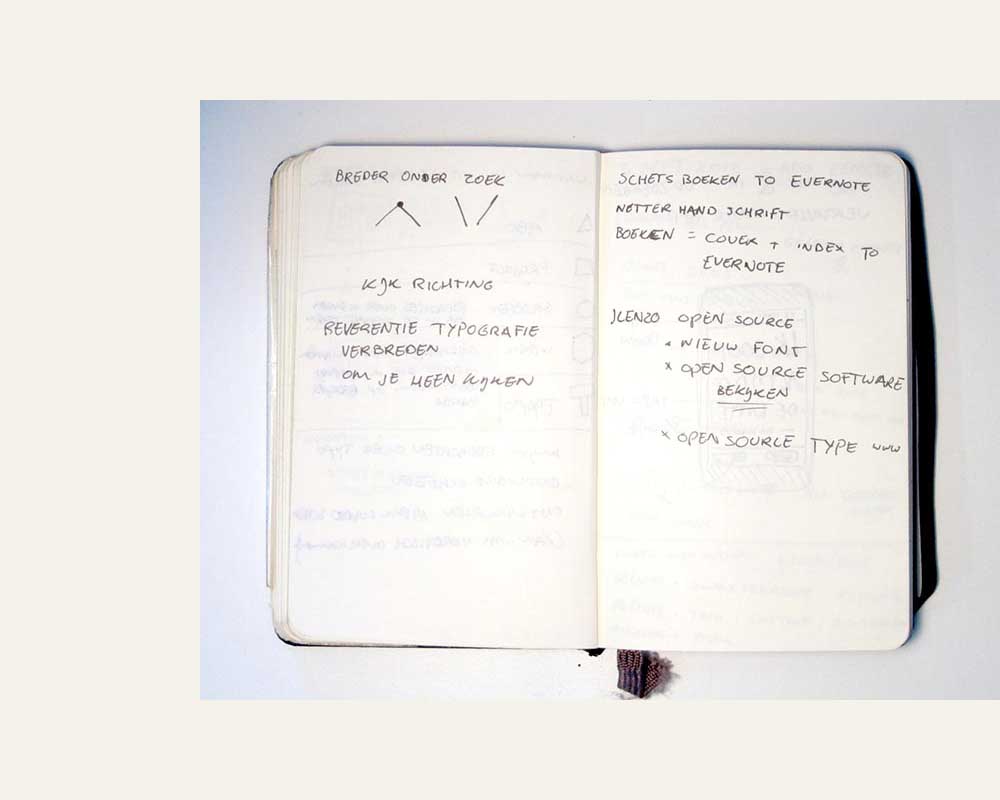 BREDER ONDER ZOEK
KIJK RICHTING
REVERENTIE TYPOGRAFIE
VERBREDEN
OM JE HEEN KIJKEN
SCHETS BOEKEN TO EVERNOTE
NETTER HAND SCHRIFT
BOEKEN = COVER + INDEX TO
EVERNOTE
OPEN SOURCE
• NIEUW FONT
× OPEN SOURCE SOFTWARE
BEKIJKEN
× OPEN SOURCE TYPE WWW